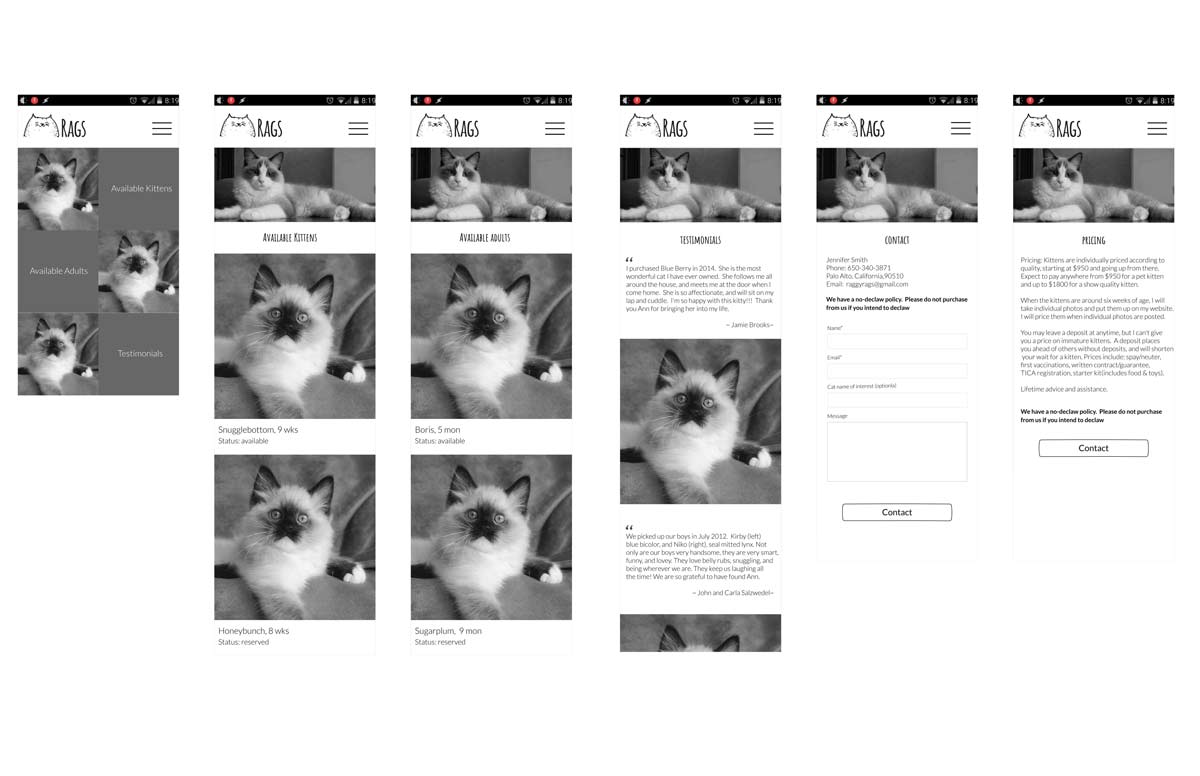 8:19
RAGS
Available Kittens
Available Adults
Testimonials
8:19
RAGS
AVAILABLE KITTENS
Snugglebottom, 9 wks
Status: available
Honeybunch, 8 wks
Status: reserved
8:19
RAGS
AVAILABLE ADULTS
Boris, 5 mon
Status: available
Sugarplum,  9 mon
Status: reserved
8:19
RAGS
TESTIMONIALS
“
I purchased Blue Berry in 2014.  She is the most
wonderful cat I have ever owned.  She follows me all
around the house, and meets me at the door when I
come home.  She is so affectionate, and will sit on my
lap and cuddle.  I'm so happy with this kitty!!!  Thank
you Ann for bringing her into my life.
~ Jamie Brooks~
“
We picked up our boys in July 2012.  Kirby (left)
blue bicolor, and Niko (right), seal mitted lynx. Not
only are our boys very handsome, they are very smart,
funny, and lovey. They love belly rubs, snuggling, and
being wherever we are. They keep us laughing all
the time! We are so grateful to have found Ann.
~ John and Carla Salzwedel~
8:19
RAGS
CONTACT
Jennifer Smith
Phone: 650-340-3871
Palo Alto, California,90510
Email:  raggyrags@gmail.com
We have a no-declaw policy.  Please do not purchase
from us if you intend to declaw
Name*
Email*
Cat name of interest (optionla)
Message
Contact
8:19
RAGS
PRICING
Pricing: Kittens are individually priced according to
quality, starting at $950 and going up from there.
Expect to pay anywhere from $950 for a pet kitten
and up to $1800 for a show quality kitten.
When the kittens are around six weeks of age, I will
take individual photos and put them up on my website.
I will price them when individual photos are posted.
You may leave a deposit at anytime, but I can't give
you a price on immature kittens.  A deposit places
you ahead of others without deposits, and will shorten
your wait for a kitten. Prices include: spay/neuter,
first vaccinations, written contract/guarantee,
TICA registration, starter kit(includes food & toys).
Lifetime advice and assistance.
We have a no-declaw policy.  Please do not purchase
from us if you intend to declaw
Contact